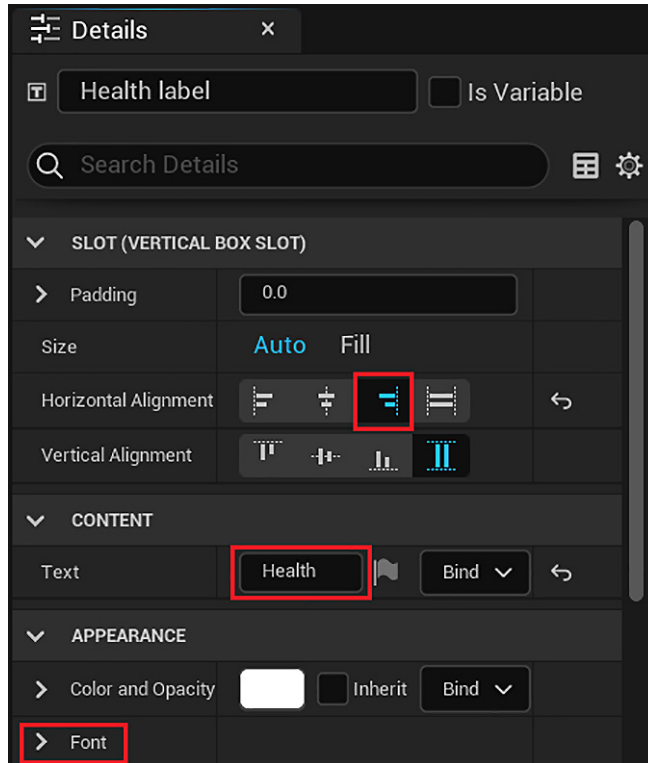 Details ×
Health label Is Variable
Search Details
SLOT (VERTICAL BOX SLOT)
Padding 0.0
Size Auto Fill
Horizontal Alignment
Vertical Alignment
CONTENT
Text Health Bind
APPEARANCE
Color and Opacity Inherit Bind
Font